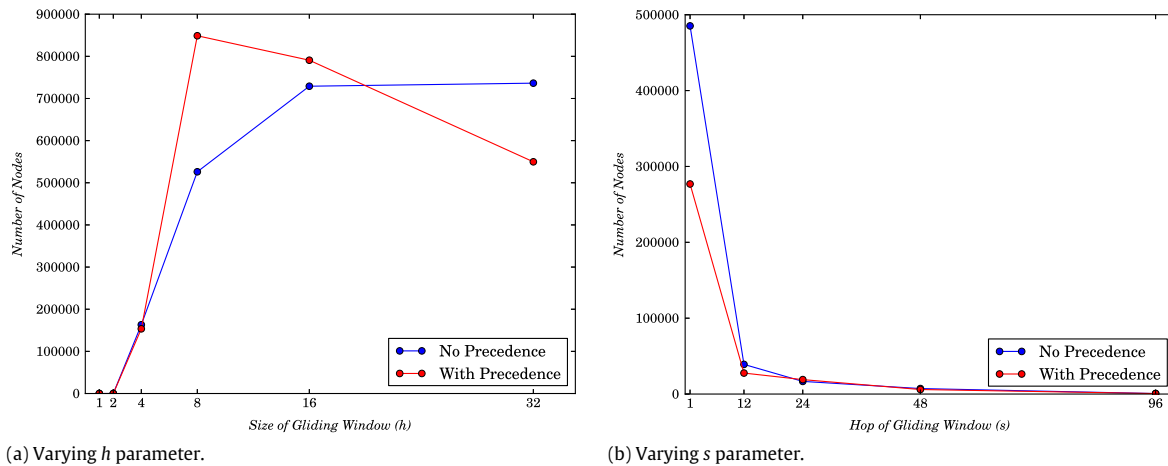 900000
800000
700000
600000
500000
400000
300000
200000
100000
0
Number of Nodes
1 2 4 8 16 32
Size of Gliding Window (h)
No Precedence
With Precedence
(a) Varying h parameter.
500000
400000
300000
200000
100000
0
Number of Nodes
1 12 24 48 96
Hop of Gliding Window (s)
No Precedence
With Precedence
(b) Varying s parameter.